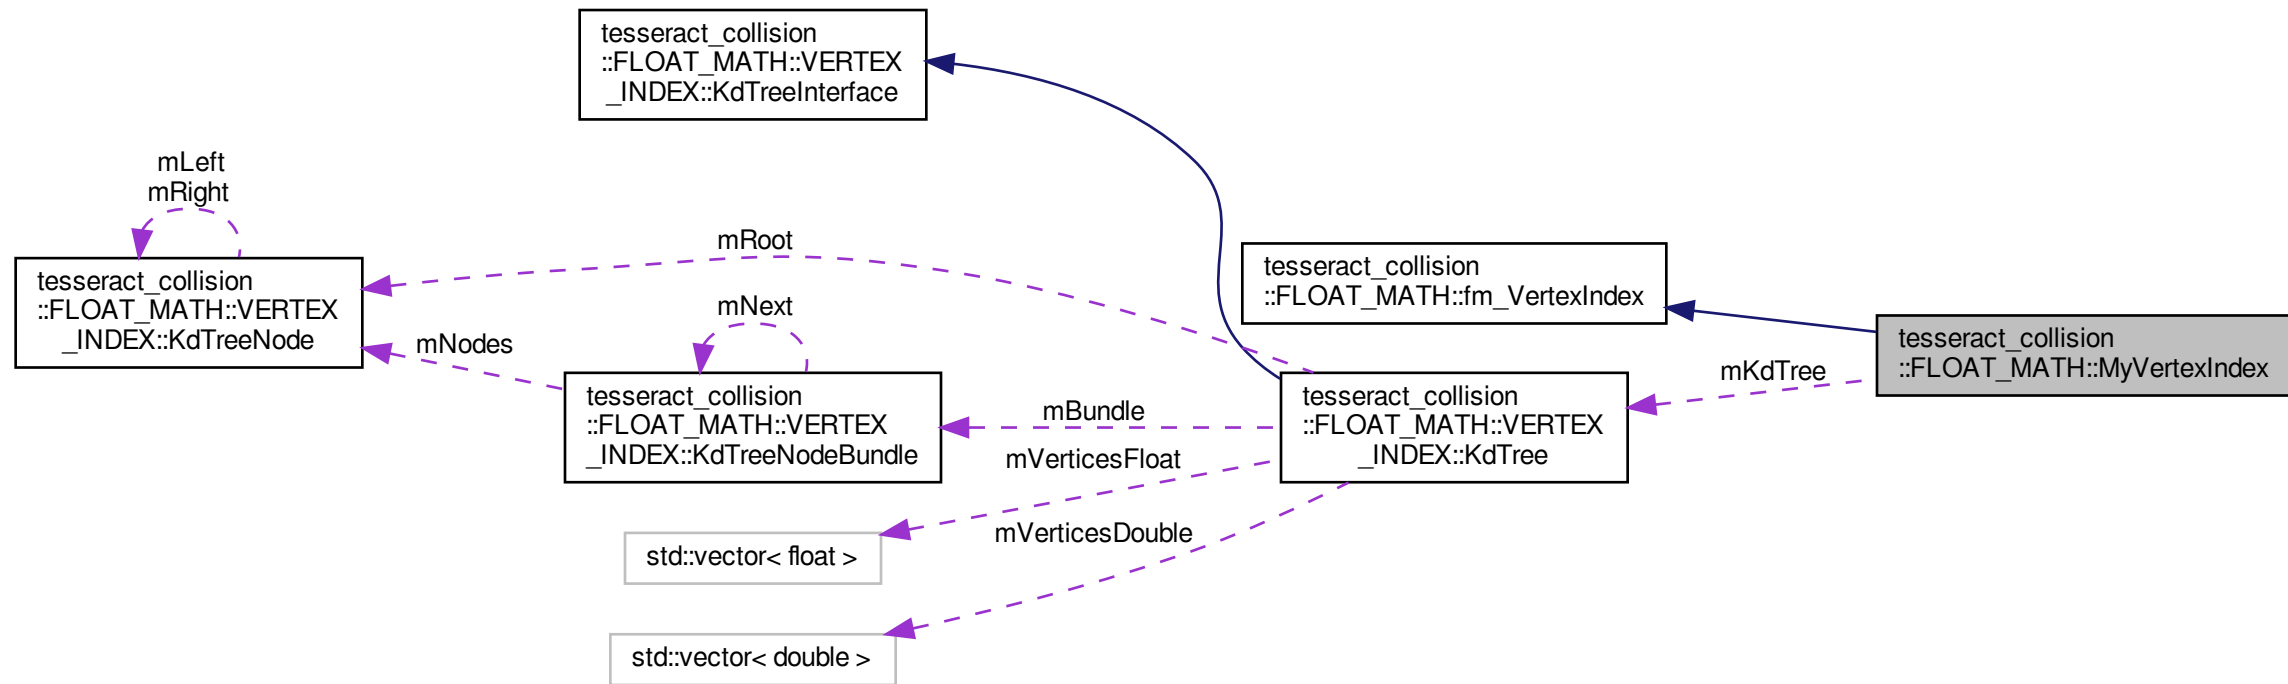 tesseract_collision
::FLOAT_MATH::VERTEX
_INDEX::KdTreeInterface
mLeft
mRight
tesseract_collision
::FLOAT_MATH::VERTEX
_INDEX::KdTreeNode
mRoot
mNext
mNodes
tesseract_collision
::FLOAT_MATH::VERTEX
_INDEX::KdTreeNodeBundle
tesseract_collision
::FLOAT_MATH::fm_VertexIndex
mBundle
mVerticesFloat
mVerticesDouble
tesseract_collision
::FLOAT_MATH::VERTEX
_INDEX::KdTree
mKdTree
tesseract_collision
::FLOAT_MATH::MyVertexIndex
std::vector< float >
std::vector< double >